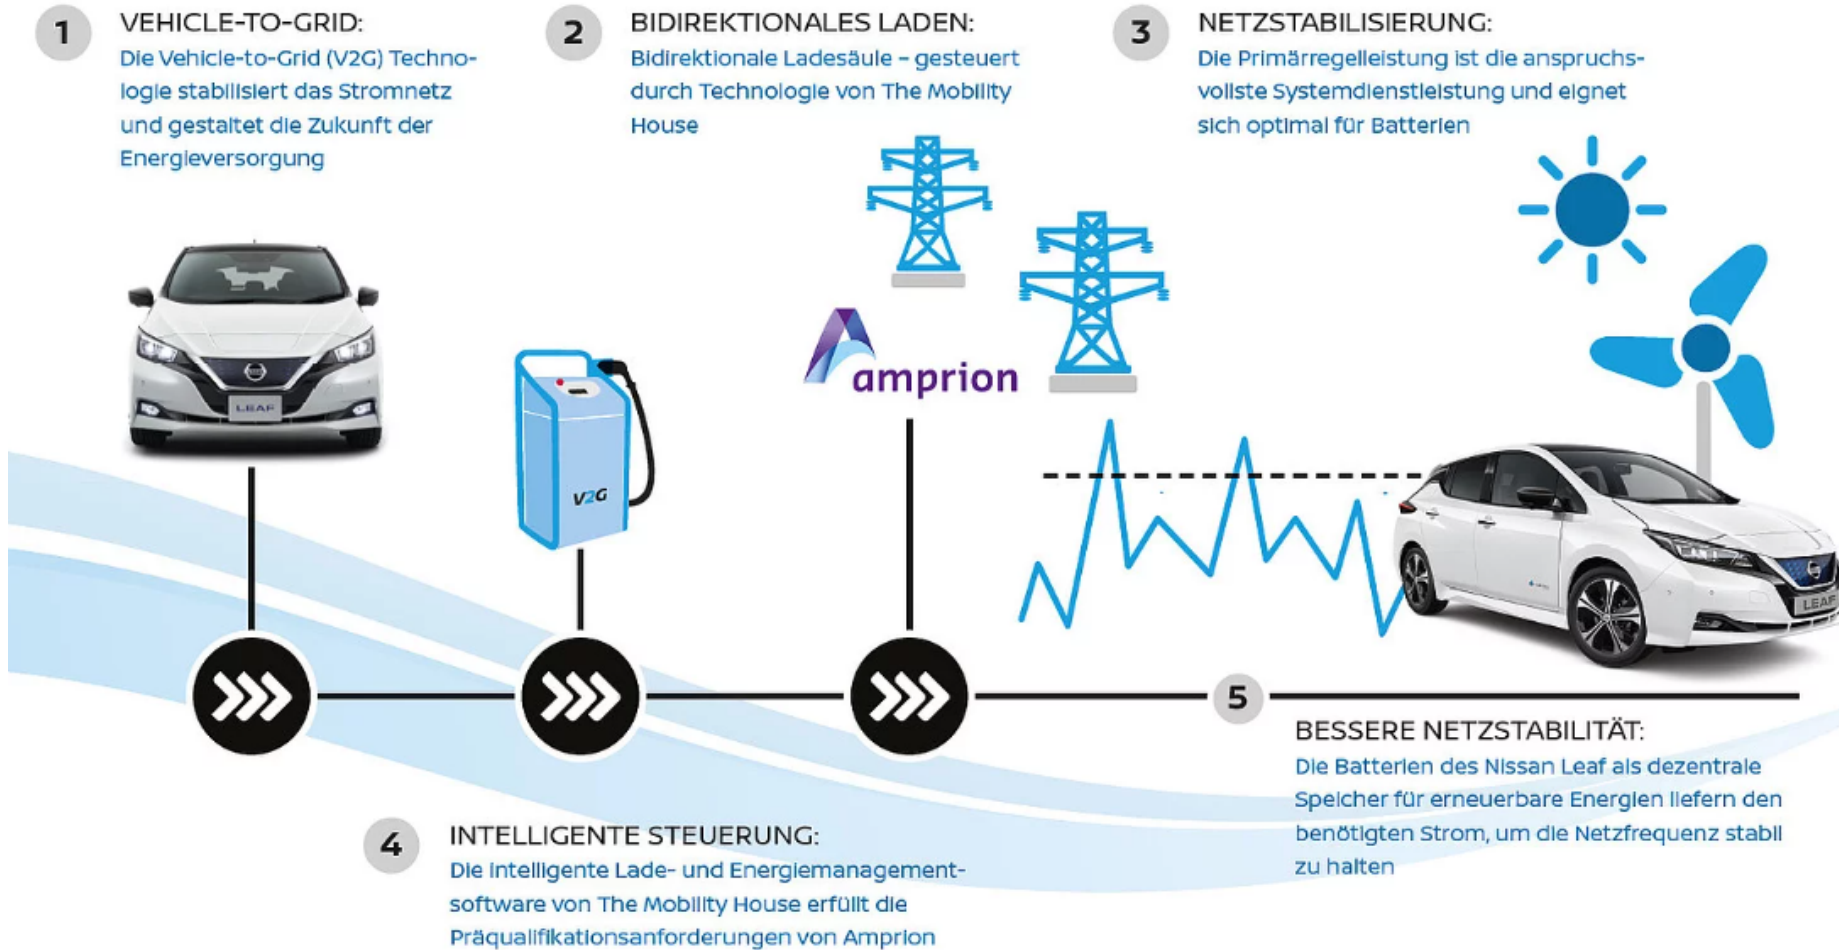 1
VEHICLE-TO-GRID:
Die Vehicle-to-Grid (V2G) Techno-
logie stabilisiert das Stromnetz
und gestaltet die Zukunft der
Energieversorgung
2
BIDIREKTIONALES LADEN:
Bidirektionale Ladesäule – gesteuert
durch Technologie von The Mobility
House
3
NETZSTABILISIERUNG:
Die Primärregelleistung ist die anspruchs-
vollste Systemdienstleistung und eignet
sich optimal für Batterien
LEAF
V2G
amprion
LEAF
5
BESSERE NETZSTABILITÄT:
Die Batterien des Nissan Leaf als dezentrale
Speicher für erneuerbare Energien liefern den
benötigten Strom, um die Netzfrequenz stabil
zu halten
4
INTELLIGENTE STEUERUNG:
Die intelligente Lade- und Energiemanagement-
software von The Mobility House erfüllt die
Präqualifikationsanforderungen von Amprion